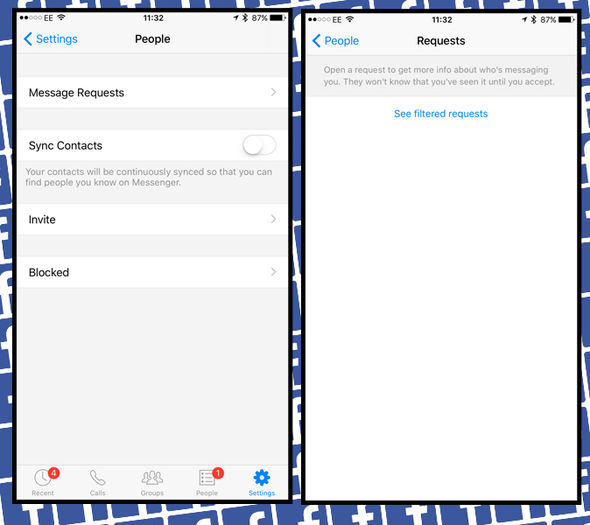 EE 11:32 87%
Settings People
Message Requests
Sync Contacts
Your contacts will be continuously synced so that you can
find people you know on Messenger.
Invite
Blocked
4 1
Recent Calls Groups People Settings
EE 11:32 87%
People Requests
Open a request to get more info about who's messaging
you. They won't know that you've seen it until you accept.
See filtered requests